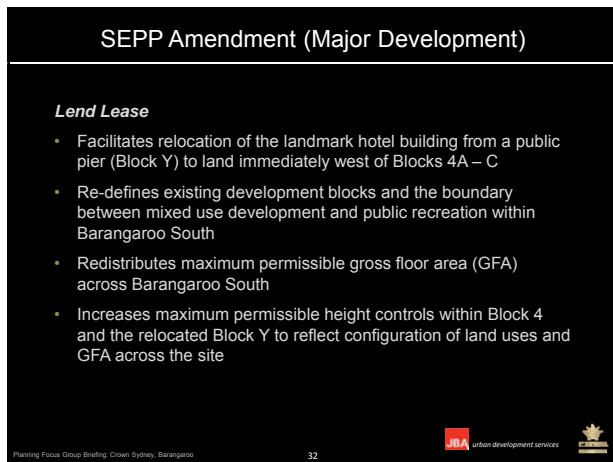 SEPP Amendment (Major Development)
Lend Lease
• Facilitates relocation of the landmark hotel building from a public
pier (Block Y) to land immediately west of Blocks 4A – C
• Re-defines existing development blocks and the boundary
between mixed use development and public recreation within
Barangaroo South
• Redistributes maximum permissible gross floor area (GFA)
across Barangaroo South
• Increases maximum permissible height controls within Block 4
and the relocated Block Y to reflect configuration of land uses and
GFA across the site
JBA urban development services
Planning Focus Group Briefing: Crown Sydney, Barangaroo
32